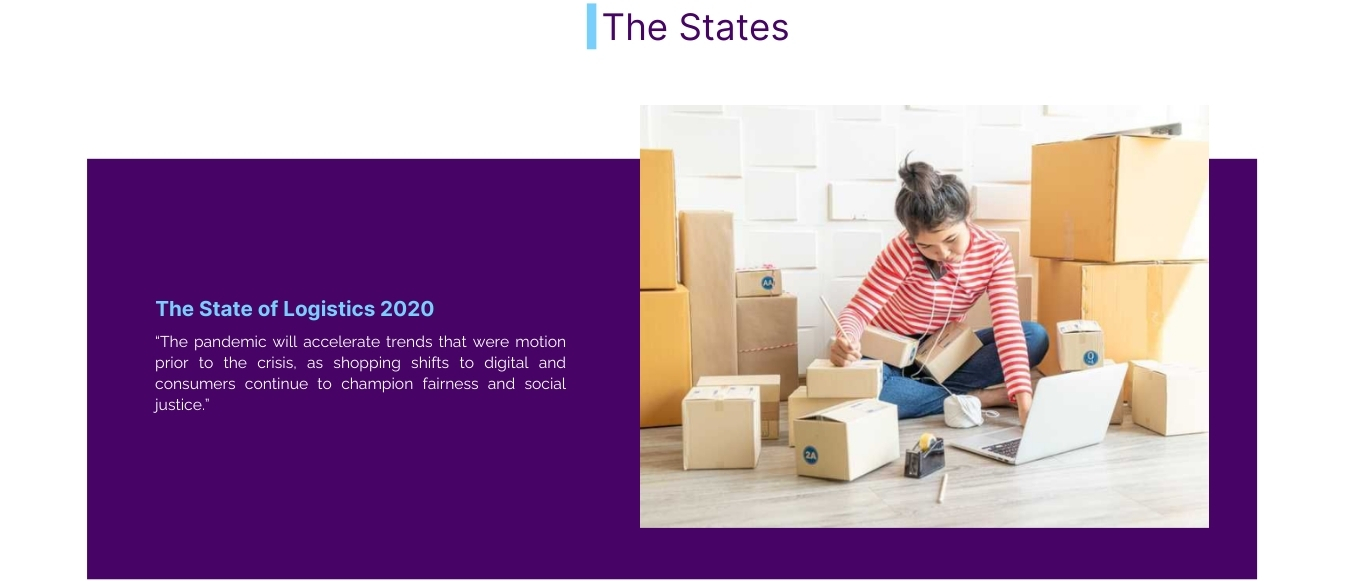 The States
The State of Logistics 2020
“The pandemic will accelerate trends that were motion
prior to the crisis, as shopping shifts to digital and
consumers continue to champion fairness and social
justice.”
AA
9
2A